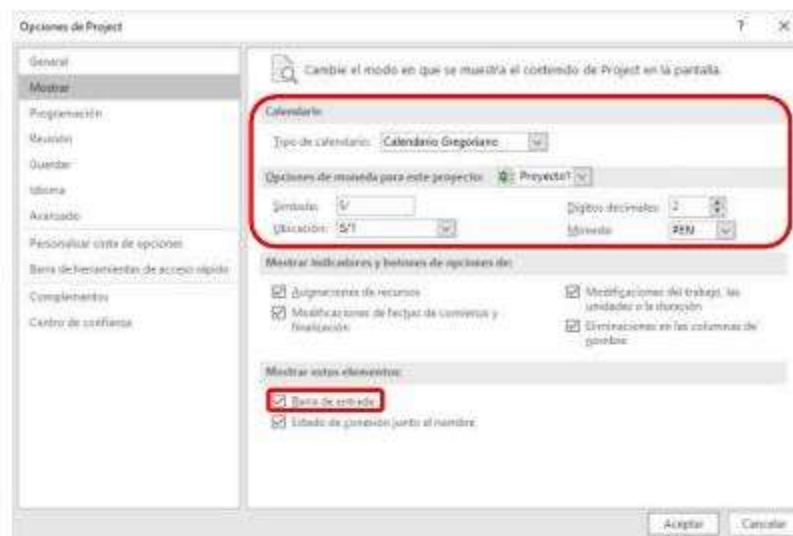 Opciones de Project
? ×
General
Mostrar
Programación
Revisión
Guardar
Idioma
Avanzado
Personalizar cinta de opciones
Barra de herramientas de acceso rápido
Complementos
Centro de confianza
Cambie el modo en que se muestra el contenido de Project en la pantalla.
Calendario
Tipo de calendario: Calendario Gregoriano
Opciones de moneda para este proyecto: Proyecto1
Símbolo: S/ Dígitos decimales: 2
Ubicación: S/1 Moneda: PEN
Mostrar indicadores y botones de opciones de:
Asignaciones de recursos
Modificaciones de fechas de comienzo y
finalización
Modificaciones del trabajo, las
unidades o la duración
Eliminaciones en las columnas de
nombre
Mostrar estos elementos:
Barra de entrada
Estado de conexión junto al nombre
Aceptar Cancelar